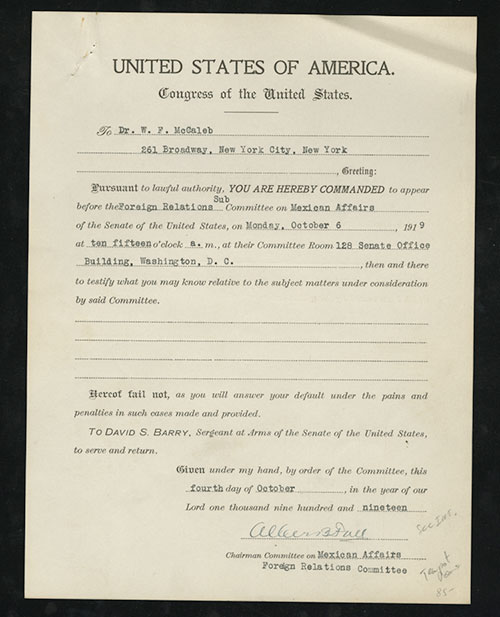 UNITED STATES OF AMERICA.
Congress of the United States.
To Dr. W. F. McCaleb
261 Broadway, New York City, New York
, Greeting:
Pursuant to lawful authority, YOU ARE HEREBY COMMANDED to appear
Sub
before the Foreign Relations Committee on Mexican Affairs
of the Senate of the United States, on Monday, October 6, 1919
at ten fifteen o'clock a. m., at their Committee Room 128 Senate Office
Building, Washington, D. C., then and there
to testify what you may know relative to the subject matters under consideration
by said Committee.
Hereof fail not, as you will answer your default under the pains and
penalties in such cases made and provided.
To DAVID S. BARRY, Sergeant at Arms of the Senate of the United States,
to serve and return.
Given under my hand, by order of the Committee, this
fourth day of October, in the year of our
Lord one thousand nine hundred and nineteen
Albert B Fall
Chairman Committee on Mexican Affairs
Foreign Relations Committee